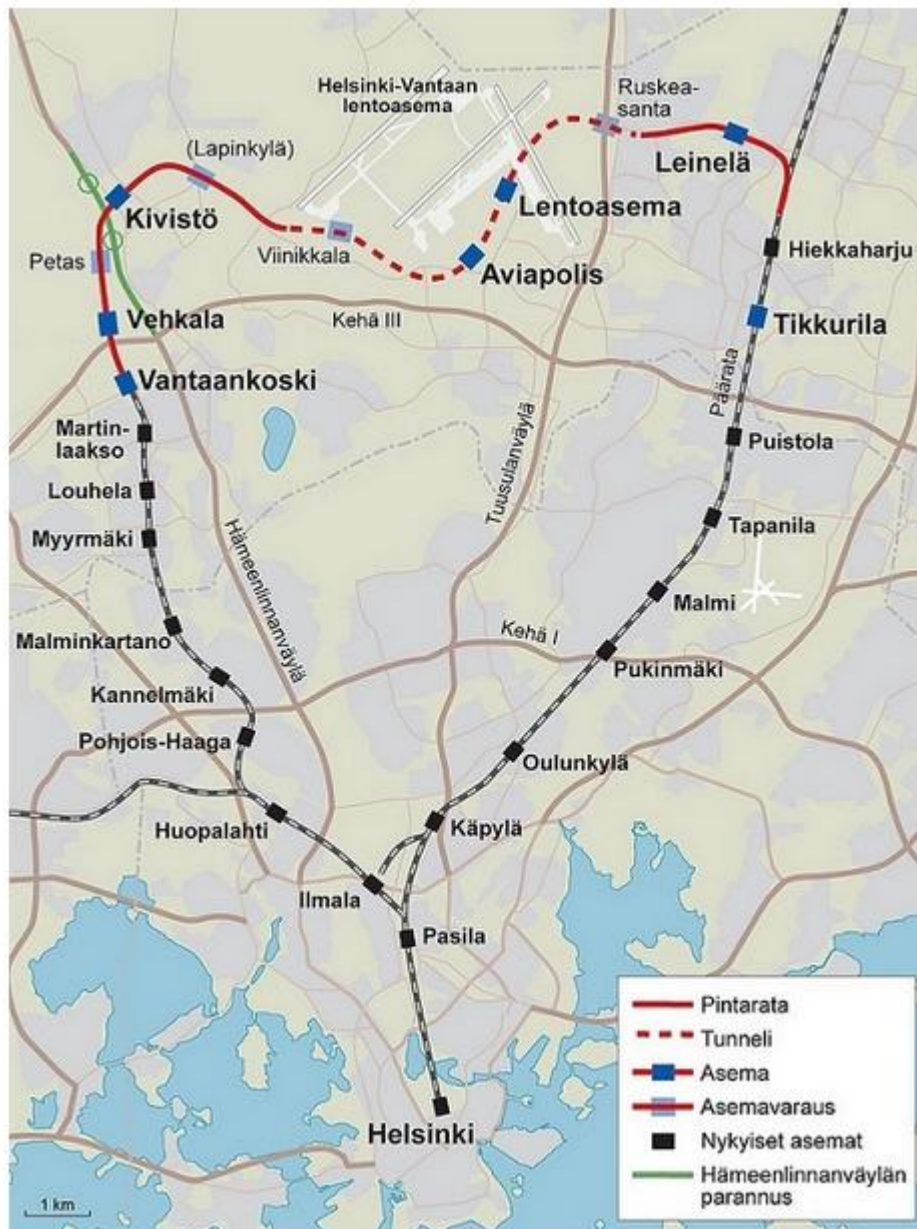 Helsinki-Vantaan
lentoasema
Ruskea-
santa
(Lapinkylä)
Leinelä
Kivistö
Lentoasema
Petas
Viinikkala
Hiekkaharju
Aviapolis
Vehkala
Kehä III
Tikkurila
Vantaankoski
Päärata
Martin-
laakso
Tuusulanväylä
Puistola
Louhela
Hämeenlinnanväylä
Tapanila
Myyrmäki
Malmi
Malminkartano
Kehä I
Pukinmäki
Kannelmäki
Pohjois-Haaga
Oulunkylä
Huopalahti
Käpylä
Ilmala
Pasila
Helsinki
Pintarata
Tunneli
Asema
Asemavaraus
Nykyiset asemat
Hämeenlinnanväylän
parannus
1 km